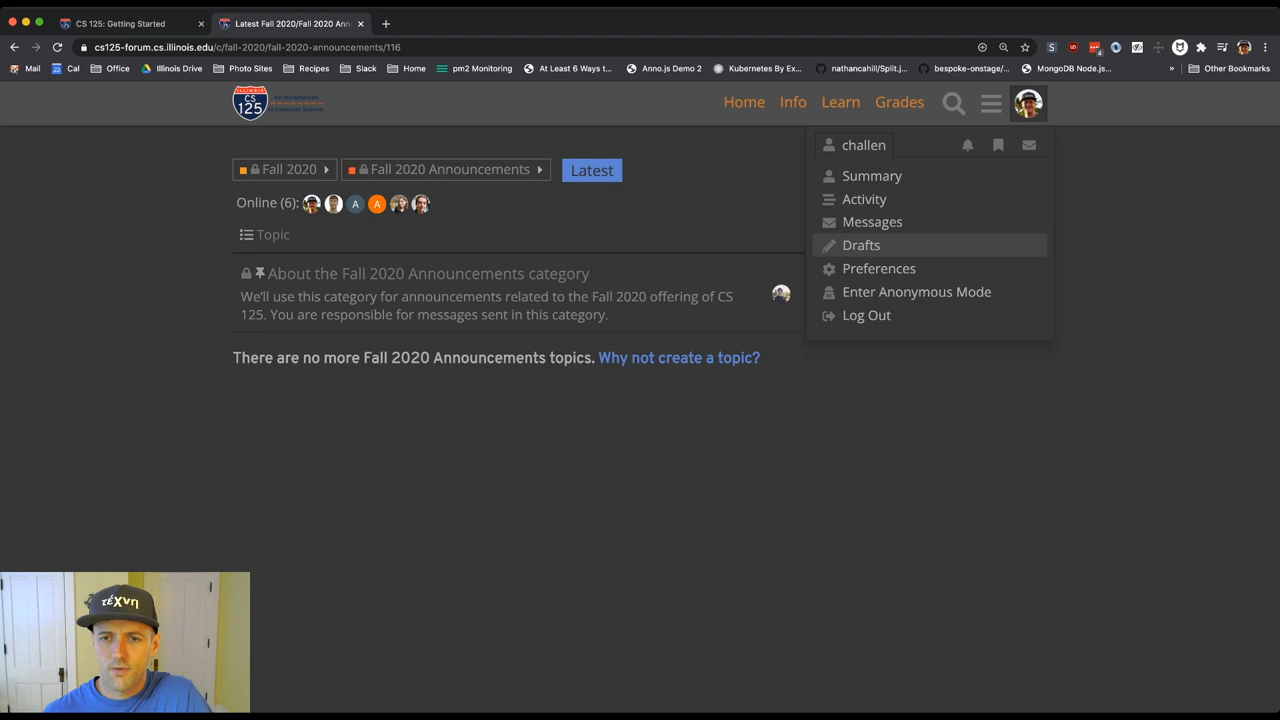 CS 125: Getting Started
Latest Fall 2020/Fall 2020 Ann
cs125-forum.cs.illinois.edu/c/fall-2020/fall-2020-announcements/116
Mail Cal Office Illinois Drive Photo Sites Recipes Slack Home pm2 Monitoring At Least 6 Ways t... Anno.js Demo 2 Kubernetes By Ex... nathancahill/Split.j... bespoke-onstage/... MongoDB Node.js... » Other Bookmarks
ILLINOIS
CS
125
An Introduction
to Computer Science
Home Info Learn Grades
Fall 2020 Fall 2020 Announcements Latest
Online (6): A A
Topic
About the Fall 2020 Announcements category
We'll use this category for announcements related to the Fall 2020 offering of CS
125. You are responsible for messages sent in this category.
There are no more Fall 2020 Announcements topics. Why not create a topic?
challen
Summary
Activity
Messages
Drafts
Preferences
Enter Anonymous Mode
Log Out
τέχνη